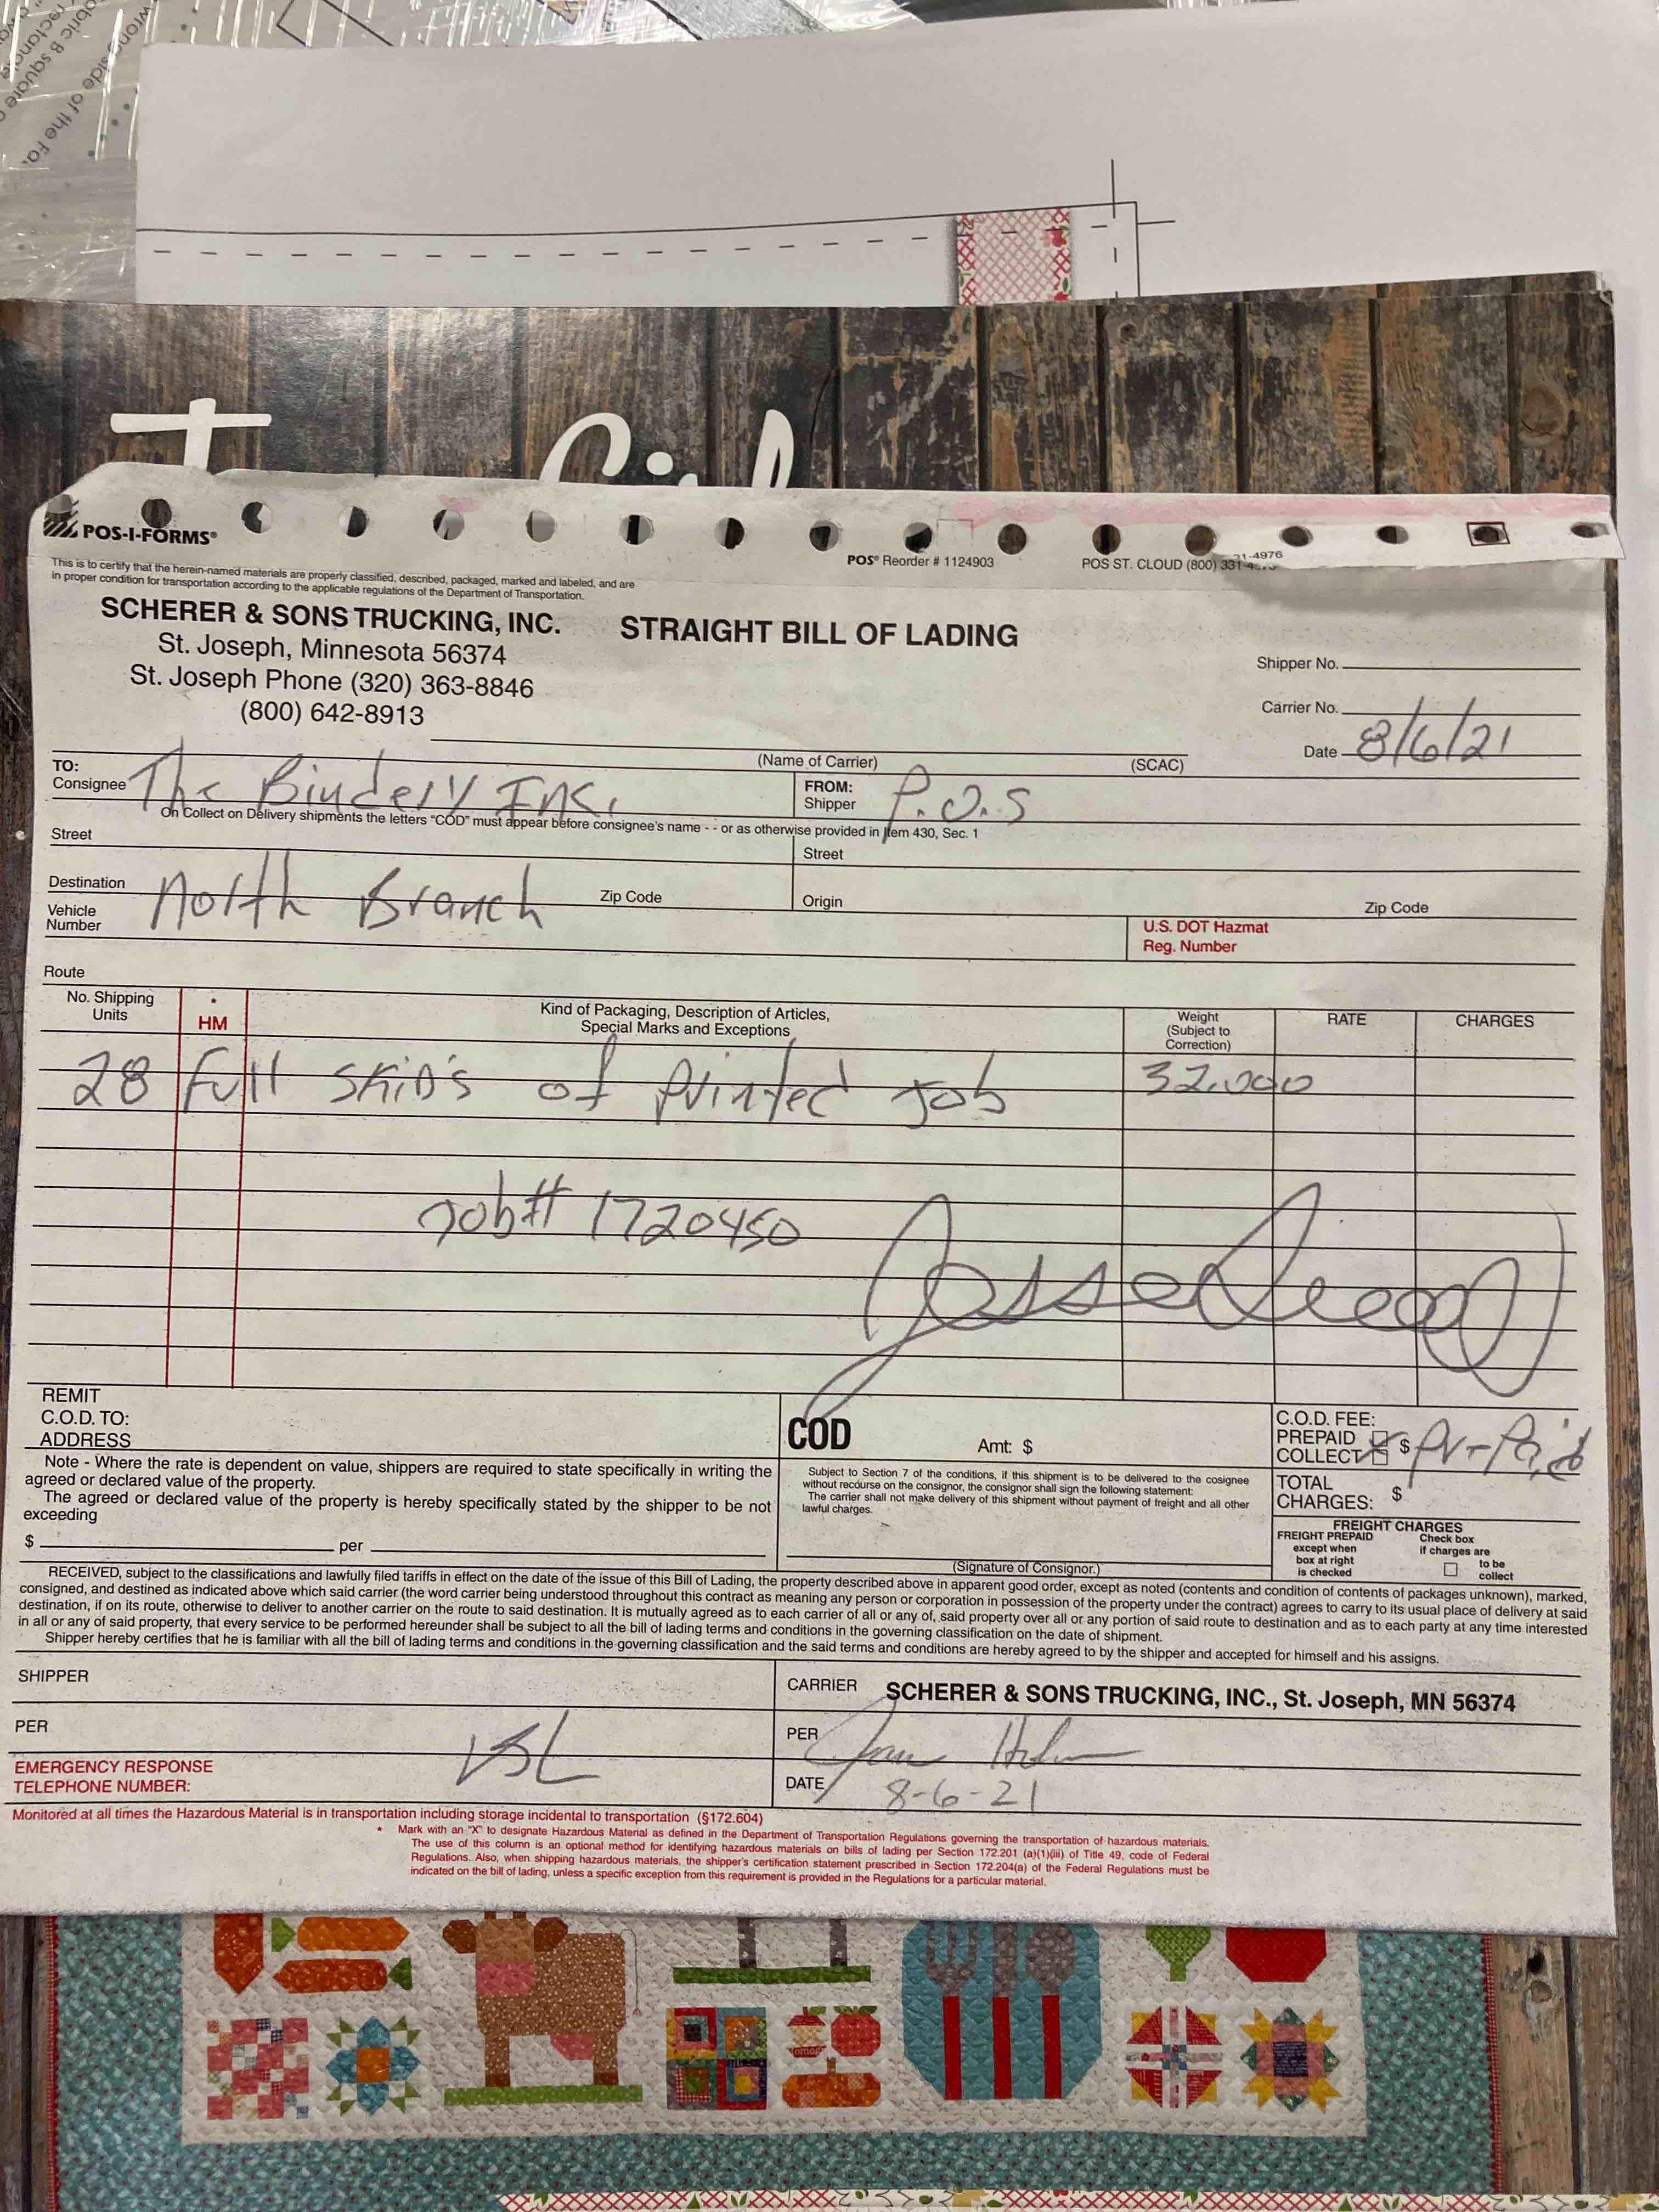 wrong side of the Fa
abric B square
rectangle
POS-I-FORMS®
POS® Reorder # 1124903
POS ST. CLOUD (800) 331-4
31-4976
This is to certify that the herein-named materials are properly classified, described, packaged, marked and labeled, and are
in proper condition for transportation according to the applicable regulations of the Department of Transportation.
SCHERER & SONS TRUCKING, INC.
STRAIGHT BILL OF LADING
St. Joseph, Minnesota 56374
St. Joseph Phone (320) 363-8846
(800) 642-8913
Shipper No.
Carrier No.
Date 8/6/21
(Name of Carrier)
(SCAC)
TO:
Consignee The Bindery Inc.
FROM:
Shipper P.O.S
On Collect on Delivery shipments the letters "COD" must appear before consignee's name - - or as otherwise provided in Item 430, Sec. 1
Street
Street
Destination North Branch
Zip Code
Origin
Zip Code
Vehicle
Number
U.S. DOT Hazmat
Reg. Number
Route
No. Shipping
Units
*
HM
Kind of Packaging, Description of Articles,
Special Marks and Exceptions
Weight
(Subject to
Correction)
RATE
CHARGES
28 Full Skid's of Printed Job 32,000
Job# 1720450
REMIT
C.O.D. TO:
ADDRESS
COD
Amt: $
C.O.D. FEE:
PREPAID
COLLECT
$ Pr-Paid
Note - Where the rate is dependent on value, shippers are required to state specifically in writing the
agreed or declared value of the property.
The agreed or declared value of the property is hereby specifically stated by the shipper to be not
exceeding
$ per
Subject to Section 7 of the conditions, if this shipment is to be delivered to the cosignee
without recourse on the consignor, the consignor shall sign the following statement:
The carrier shall not make delivery of this shipment without payment of freight and all other
lawful charges.
(Signature of Consignor.)
TOTAL
CHARGES: $
FREIGHT CHARGES
FREIGHT PREPAID
except when
box at right
is checked
Check box
if charges are
to be
collect
RECEIVED, subject to the classifications and lawfully filed tariffs in effect on the date of the issue of this Bill of Lading, the property described above in apparent good order, except as noted (contents and condition of contents of packages unknown), marked,
consigned, and destined as indicated above which said carrier (the word carrier being understood throughout this contract as meaning any person or corporation in possession of the property under the contract) agrees to carry to its usual place of delivery at said
destination, if on its route, otherwise to deliver to another carrier on the route to said destination. It is mutually agreed as to each carrier of all or any of, said property over all or any portion of said route to destination and as to each party at any time interested
in all or any of said property, that every service to be performed hereunder shall be subject to all the bill of lading terms and conditions in the governing classification on the date of shipment.
Shipper hereby certifies that he is familiar with all the bill of lading terms and conditions in the governing classification and the said terms and conditions are hereby agreed to by the shipper and accepted for himself and his assigns.
SHIPPER
CARRIER SCHERER & SONS TRUCKING, INC., St. Joseph, MN 56374
PER
PER
EMERGENCY RESPONSE
TELEPHONE NUMBER:
DATE 8-6-21
Monitored at all times the Hazardous Material is in transportation including storage incidental to transportation (§172.604)
* Mark with an "X" to designate Hazardous Material as defined in the Department of Transportation Regulations governing the transportation of hazardous materials.
The use of this column is an optional method for identifying hazardous materials on bills of lading per Section 172.201 (a)(1)(iii) of Title 49, code of Federal
Regulations. Also, when shipping hazardous materials, the shipper's certification statement prescribed in Section 172.204(a) of the Federal Regulations must be
indicated on the bill of lading, unless a specific exception from this requirement is provided in the Regulations for a particular material.